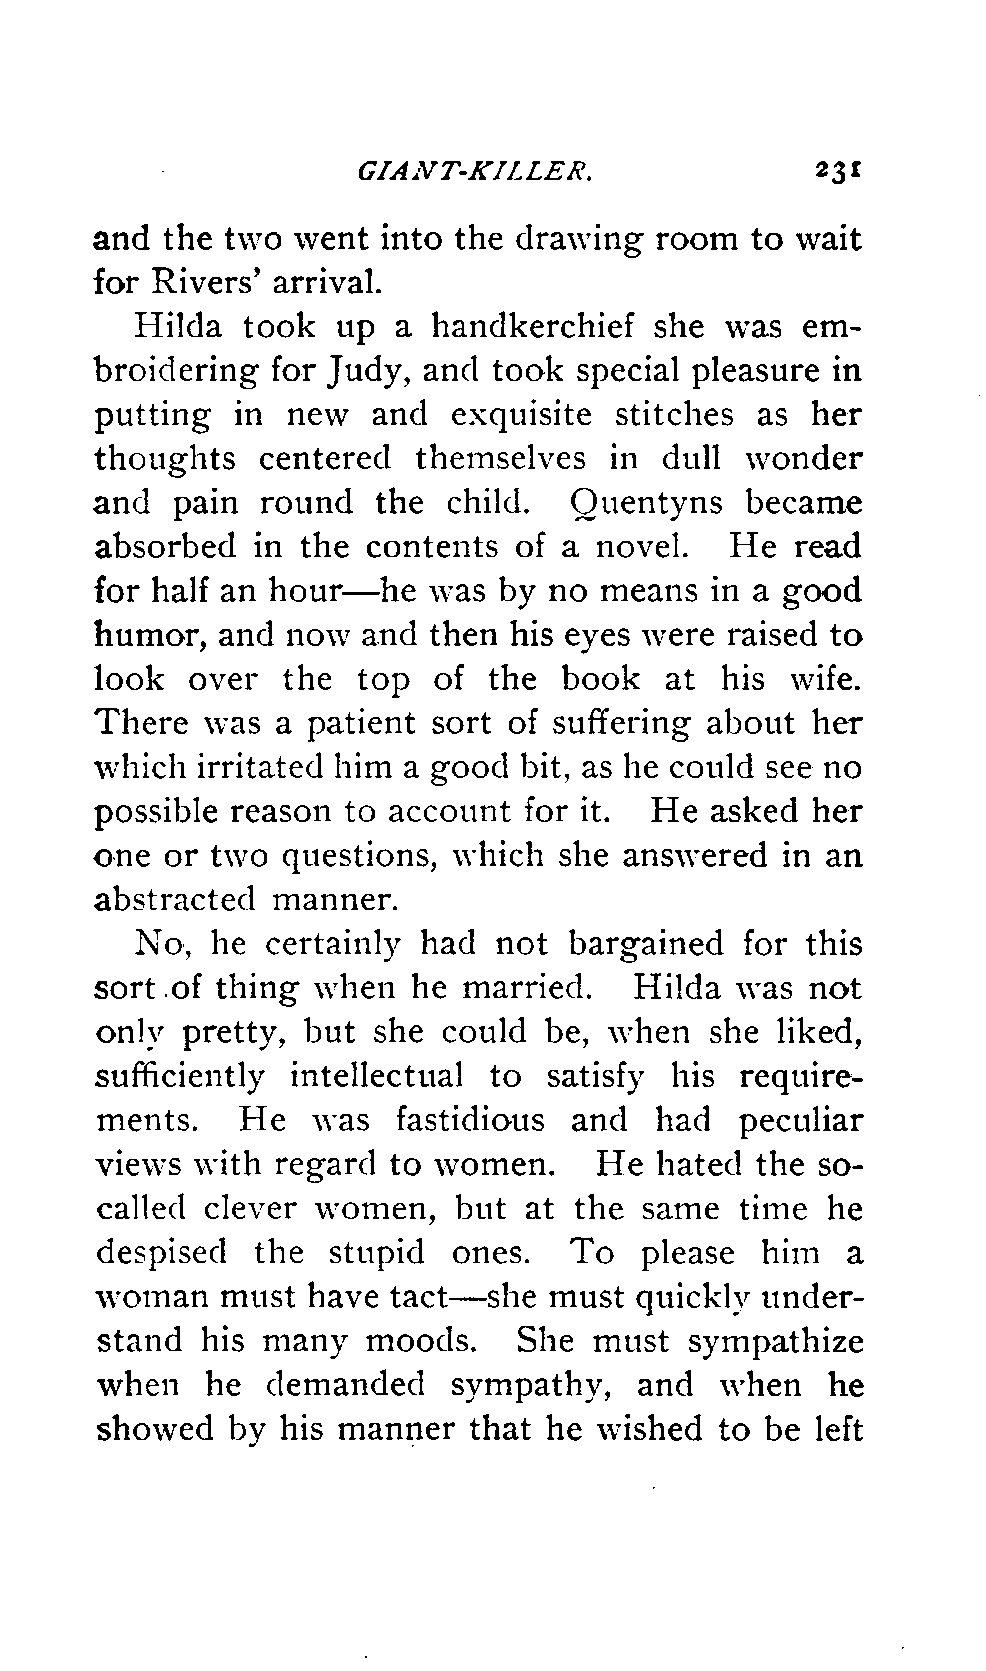 GIANT-KILLER. 231
and the two went into the drawing room to wait
for Rivers' arrival.
Hilda took up a handkerchief she was em-
broidering for Judy, and took special pleasure in
putting in new and exquisite stitches as her
thoughts centered themselves in dull wonder
and pain round the child. Quentyns became
absorbed in the contents of a novel. He read
for half an hour—he was by no means in a good
humor, and now and then his eyes were raised to
look over the top of the book at his wife.
There was a patient sort of suffering about her
which irritated him a good bit, as he could see no
possible reason to account for it. He asked her
one or two questions, which she answered in an
abstracted manner.
No, he certainly had not bargained for this
sort of thing when he married. Hilda was not
only pretty, but she could be, when she liked,
sufficiently intellectual to satisfy his require-
ments. He was fastidious and had peculiar
views with regard to women. He hated the so-
called clever women, but at the same time he
despised the stupid ones. To please him a
woman must have tact—she must quickly under-
stand his many moods. She must sympathize
when he demanded sympathy, and when he
showed by his manner that he wished to be left